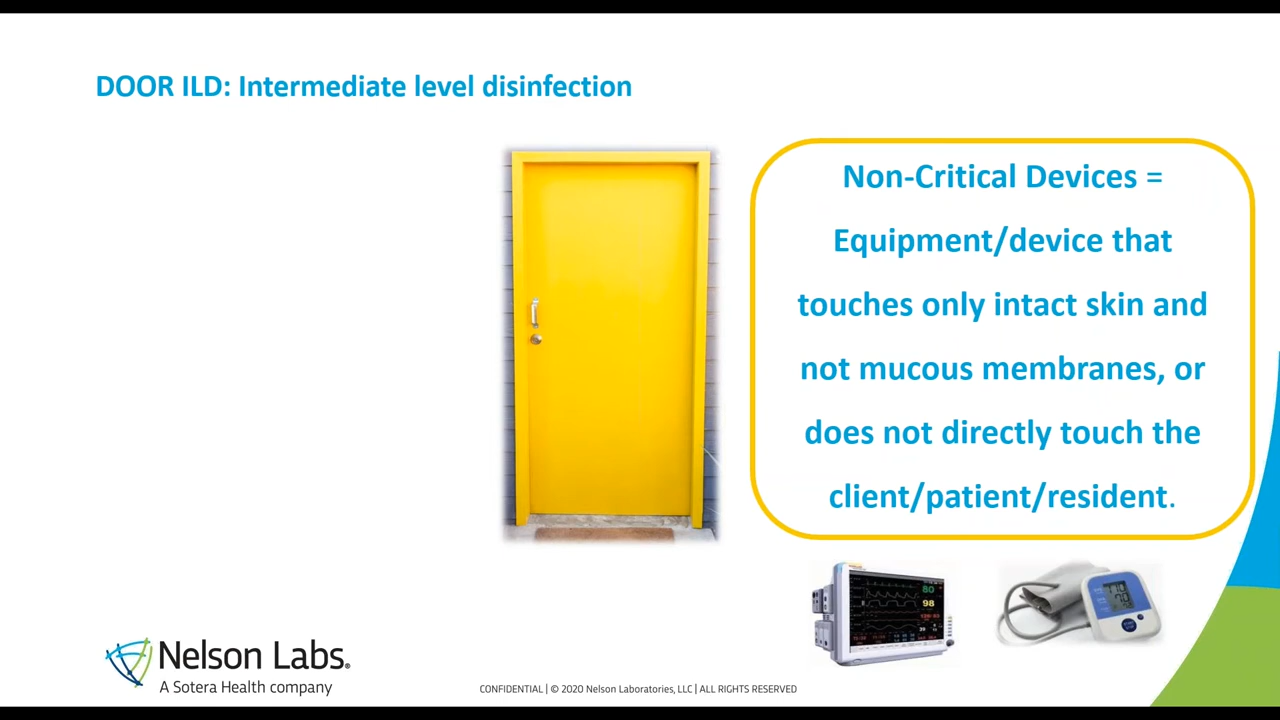 DOOR ILD: Intermediate level disinfection
Non-Critical Devices =
Equipment/device that
touches only intact skin and
not mucous membranes, or
does not directly touch the
client/patient/resident.
80
98
Nelson Labs®
A Sotera Health company
CONFIDENTIAL | © 2020 Nelson Laboratories, LLC | ALL RIGHTS RESERVED